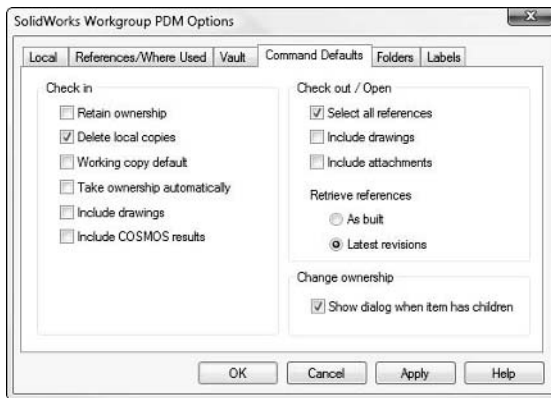 SolidWorks Workgroup PDM Options
Local
References/Where Used
Vault
Command Defaults
Folders
Labels
Check in
Retain ownership
Delete local copies
Working copy default
Take ownership automatically
Include drawings
Include COSMOS results
Check out / Open
Select all references
Include drawings
Include attachments
Retrieve references
As built
Latest revisions
Change ownership
Show dialog when item has children
OK
Cancel
Apply
Help